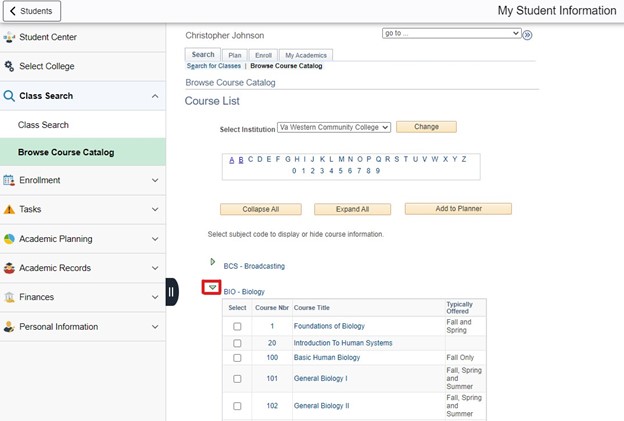 Students
My Student Information
Student Center
Select College
Class Search
Class Search
Browse Course Catalog
Enrollment
Tasks
Academic Planning
Academic Records
Finances
Personal Information
Christopher Johnson
go to ...
Search Plan Enroll My Academics
Search for Classes | Browse Course Catalog
Browse Course Catalog
Course List
Select Institution Va Western Community College Change
A B C D E F G H I J K L M N O P Q R S T U V W X Y Z
0 1 2 3 4 5 6 7 8 9
Collapse All Expand All Add to Planner
Select subject code to display or hide course information.
BCS - Broadcasting
BIO - Biology
Select Course Nbr Course Title Typically Offered
1 Foundations of Biology Fall and Spring
20 Introduction To Human Systems
100 Basic Human Biology Fall Only
101 General Biology I Fall, Spring and Summer
102 General Biology II Fall, Spring and Summer